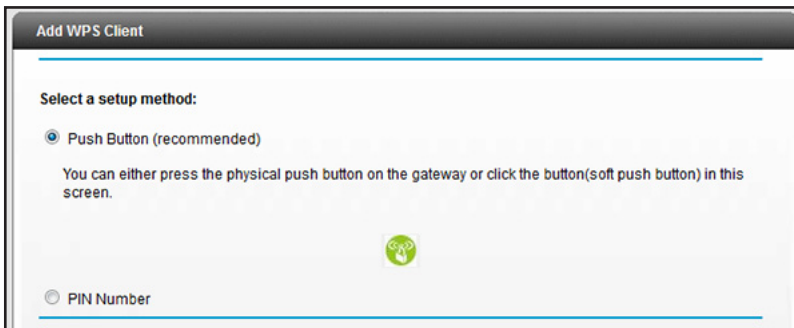 Add WPS Client
Select a setup method:
Push Button (recommended)
You can either press the physical push button on the gateway or click the button(soft push button) in this
screen.
PIN Number